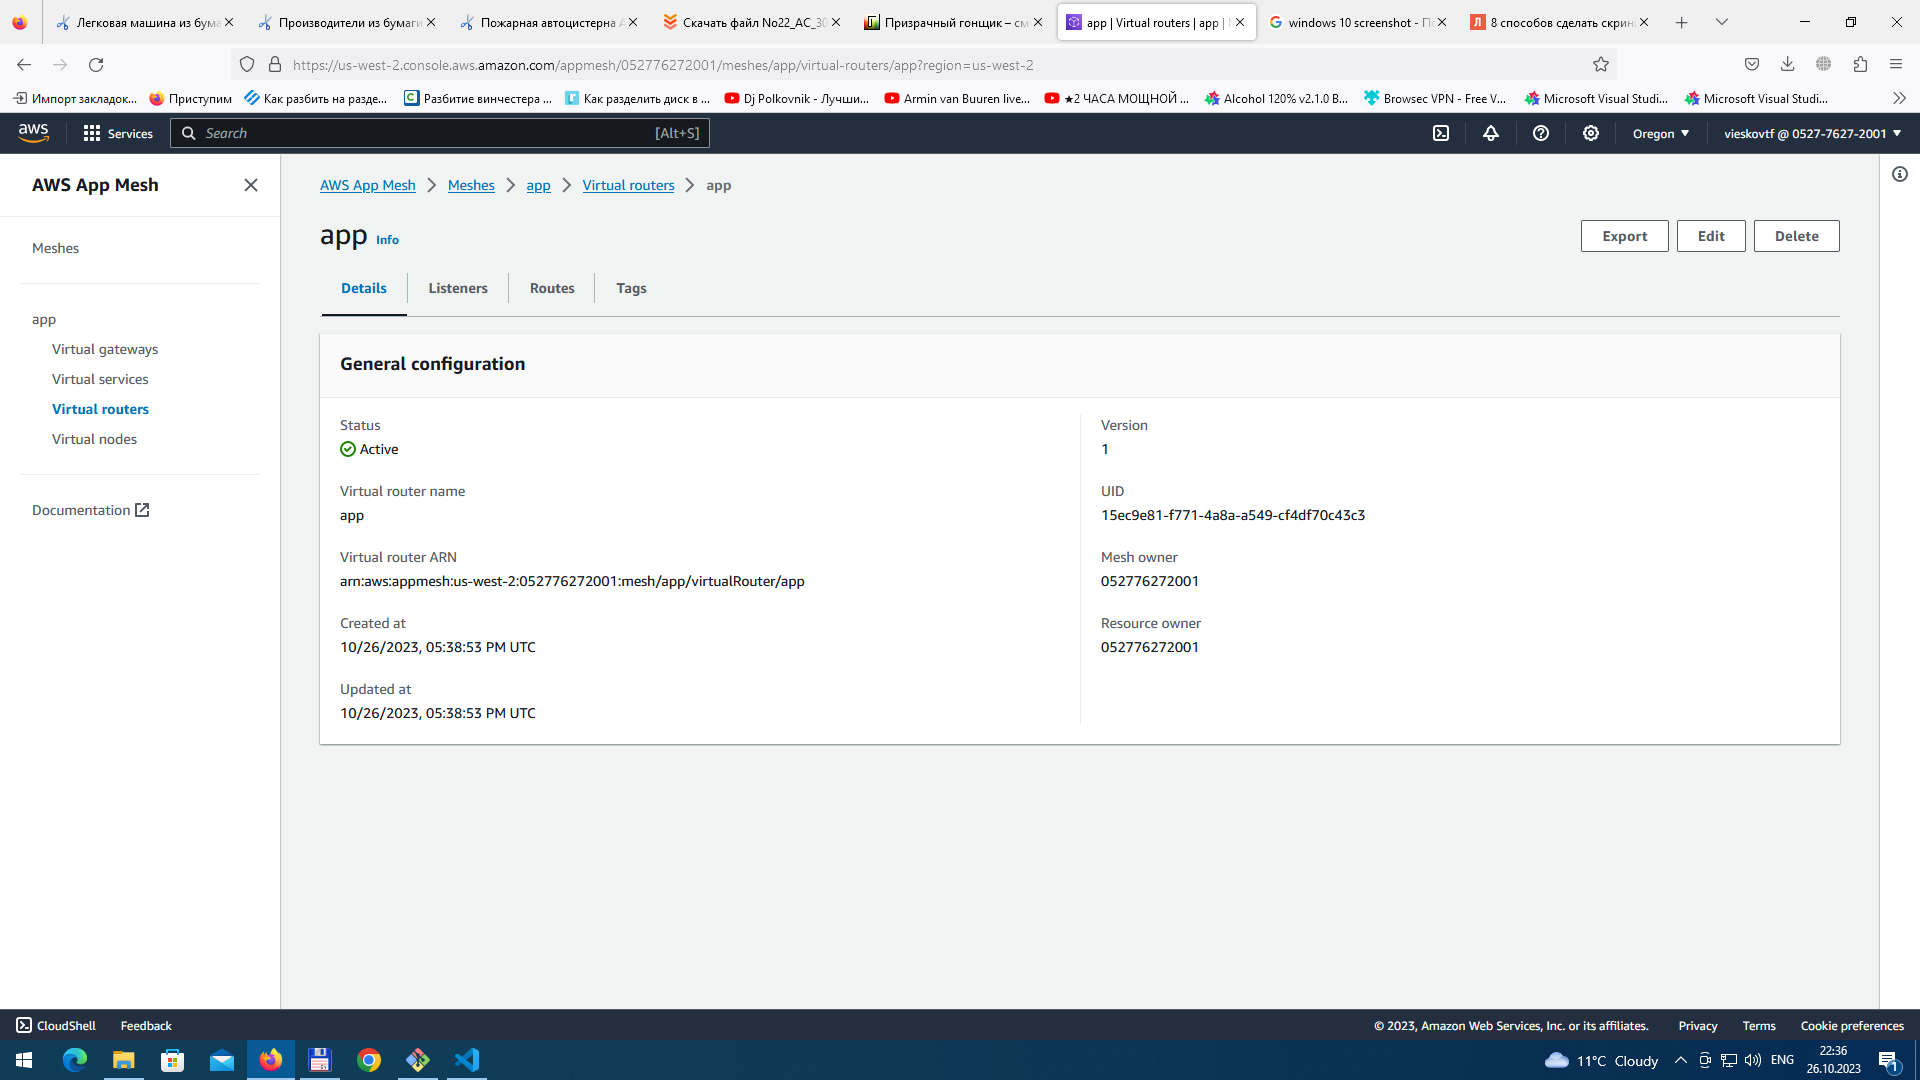 Легковая машина из бума
Производители из бумаги
Пожарная автоцистерна А
Скачать файл No22_AC_30
Призрачный гонщик – см
app | Virtual routers | app |
windows 10 screenshot - По
8 способов сделать скрин
https://us-west-2.console.aws.amazon.com/appmesh/052776272001/meshes/app/virtual-routers/app?region=us-west-2
Импорт закладок...
Приступим
Как разбить на разде...
Разбитие винчестера ...
Как разделить диск в ...
Dj Polkovnik - Лучши...
Armin van Buuren live...
★2 ЧАСА МОЩНОЙ ...
Alcohol 120% v2.1.0 B...
Browsec VPN - Free V...
Microsoft Visual Studi...
Microsoft Visual Studi...
aws
Services
Search
[Alt+S]
Oregon
vieskovtf @ 0527-7627-2001
AWS App Mesh
Meshes
app
Virtual gateways
Virtual services
Virtual routers
Virtual nodes
Documentation
AWS App Mesh
Meshes
app
Virtual routers
app
app Info
Export
Edit
Delete
Details
Listeners
Routes
Tags
General configuration
Status
Active
Virtual router name
app
Virtual router ARN
arn:aws:appmesh:us-west-2:052776272001:mesh/app/virtualRouter/app
Created at
10/26/2023, 05:38:53 PM UTC
Updated at
10/26/2023, 05:38:53 PM UTC
Version
1
UID
15ec9e81-f771-4a8a-a549-cf4df70c43c3
Mesh owner
052776272001
Resource owner
052776272001
CloudShell
Feedback
© 2023, Amazon Web Services, Inc. or its affiliates.
Privacy
Terms
Cookie preferences
11°C Cloudy
ENG
22:36
26.10.2023
1